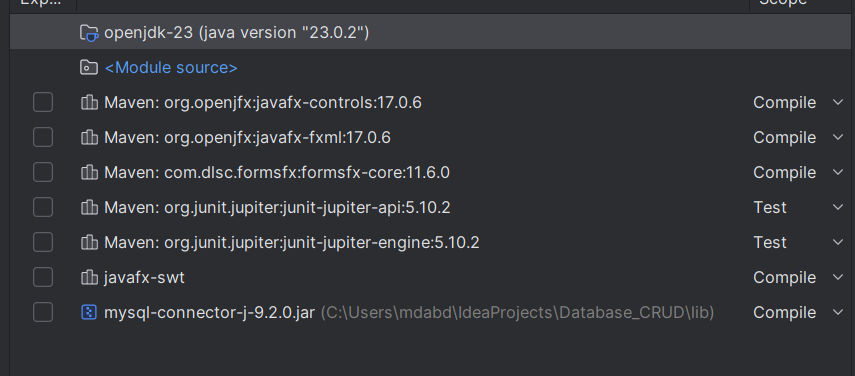 Exp... Scope
openjdk-23 (java version "23.0.2")
<Module source>
Maven: org.openjfx:javafx-controls:17.0.6 Compile
Maven: org.openjfx:javafx-fxml:17.0.6 Compile
Maven: com.dlsc.formsfx:formsfx-core:11.6.0 Compile
Maven: org.junit.jupiter:junit-jupiter-api:5.10.2 Test
Maven: org.junit.jupiter:junit-jupiter-engine:5.10.2 Test
javafx-swt Compile
mysql-connector-j-9.2.0.jar (C:\Users\mdabd\IdeaProjects\Database_CRUD\lib) Compile